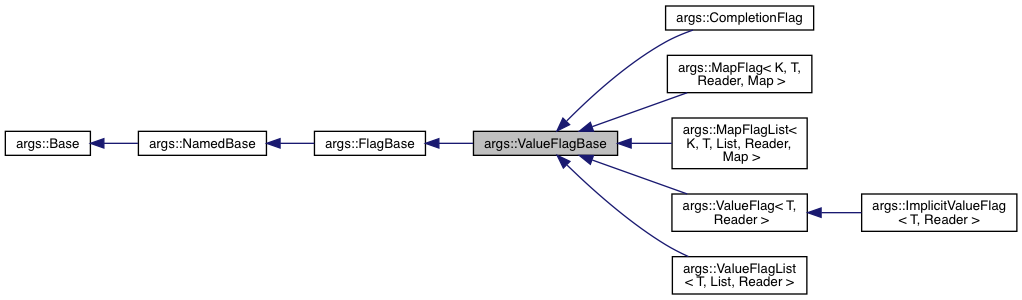 args::CompletionFlag
args::MapFlag< K, T,
Reader, Map >
args::Base
args::NamedBase
args::FlagBase
args::ValueFlagBase
args::MapFlagList<
K, T, List, Reader,
Map >
args::ValueFlag< T,
Reader >
args::ImplicitValueFlag
< T, Reader >
args::ValueFlagList
< T, List, Reader >